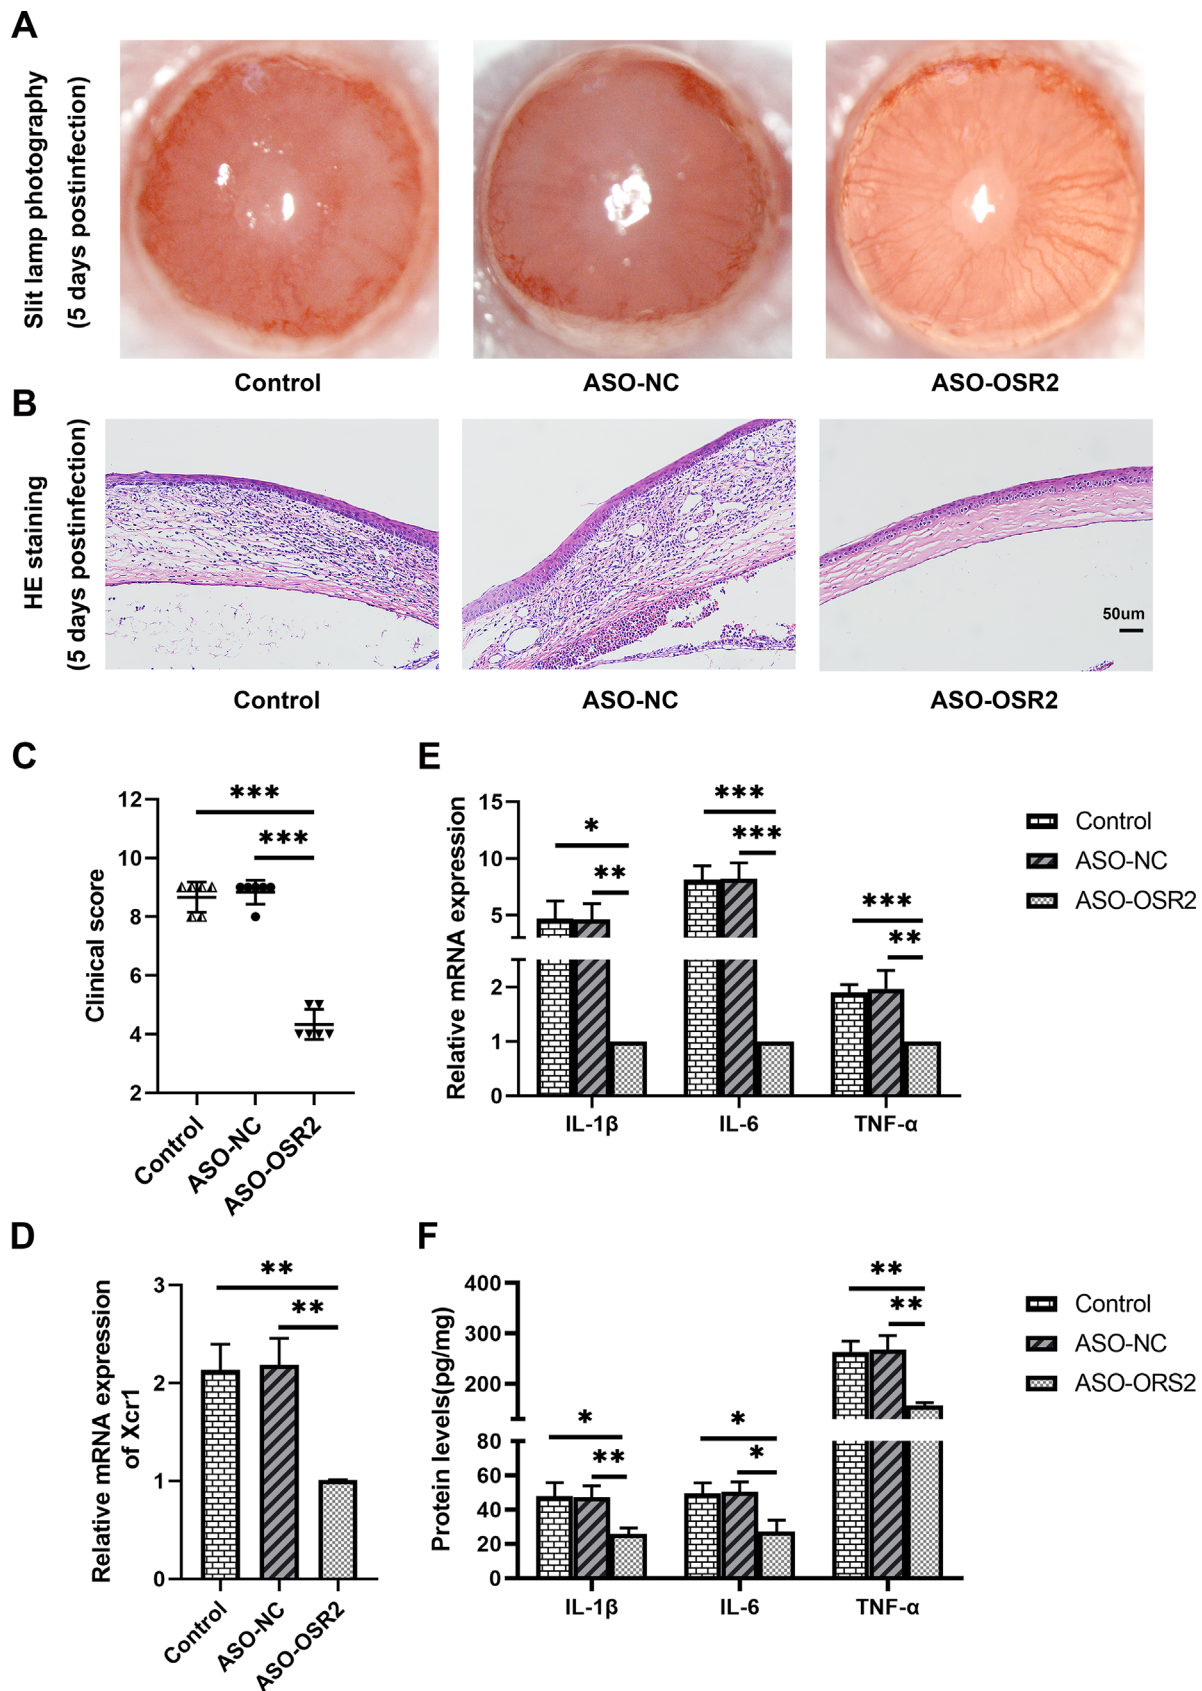 A
Slit lamp photography
(5 days postinfection)
Control
ASO-NC
ASO-OSR2
B
HE staining
(5 days postinfection)
50um
Control
ASO-NC
ASO-OSR2
C
Clinical score
12
10
8
6
4
2
***
***
Control
ASO-NC
ASO-OSR2
E
Relative mRNA expression
15
10
5
2
1
0
*
**
***
***
***
**
IL-1β
IL-6
TNF-α
Control
ASO-NC
ASO-OSR2
D
Relative mRNA expression
of Xcr1
3
2
1
0
**
**
Control
ASO-NC
ASO-OSR2
F
Protein levels(pg/mg)
400
300
200
80
60
40
20
0
*
**
*
*
**
**
IL-1β
IL-6
TNF-α
Control
ASO-NC
ASO-ORS2